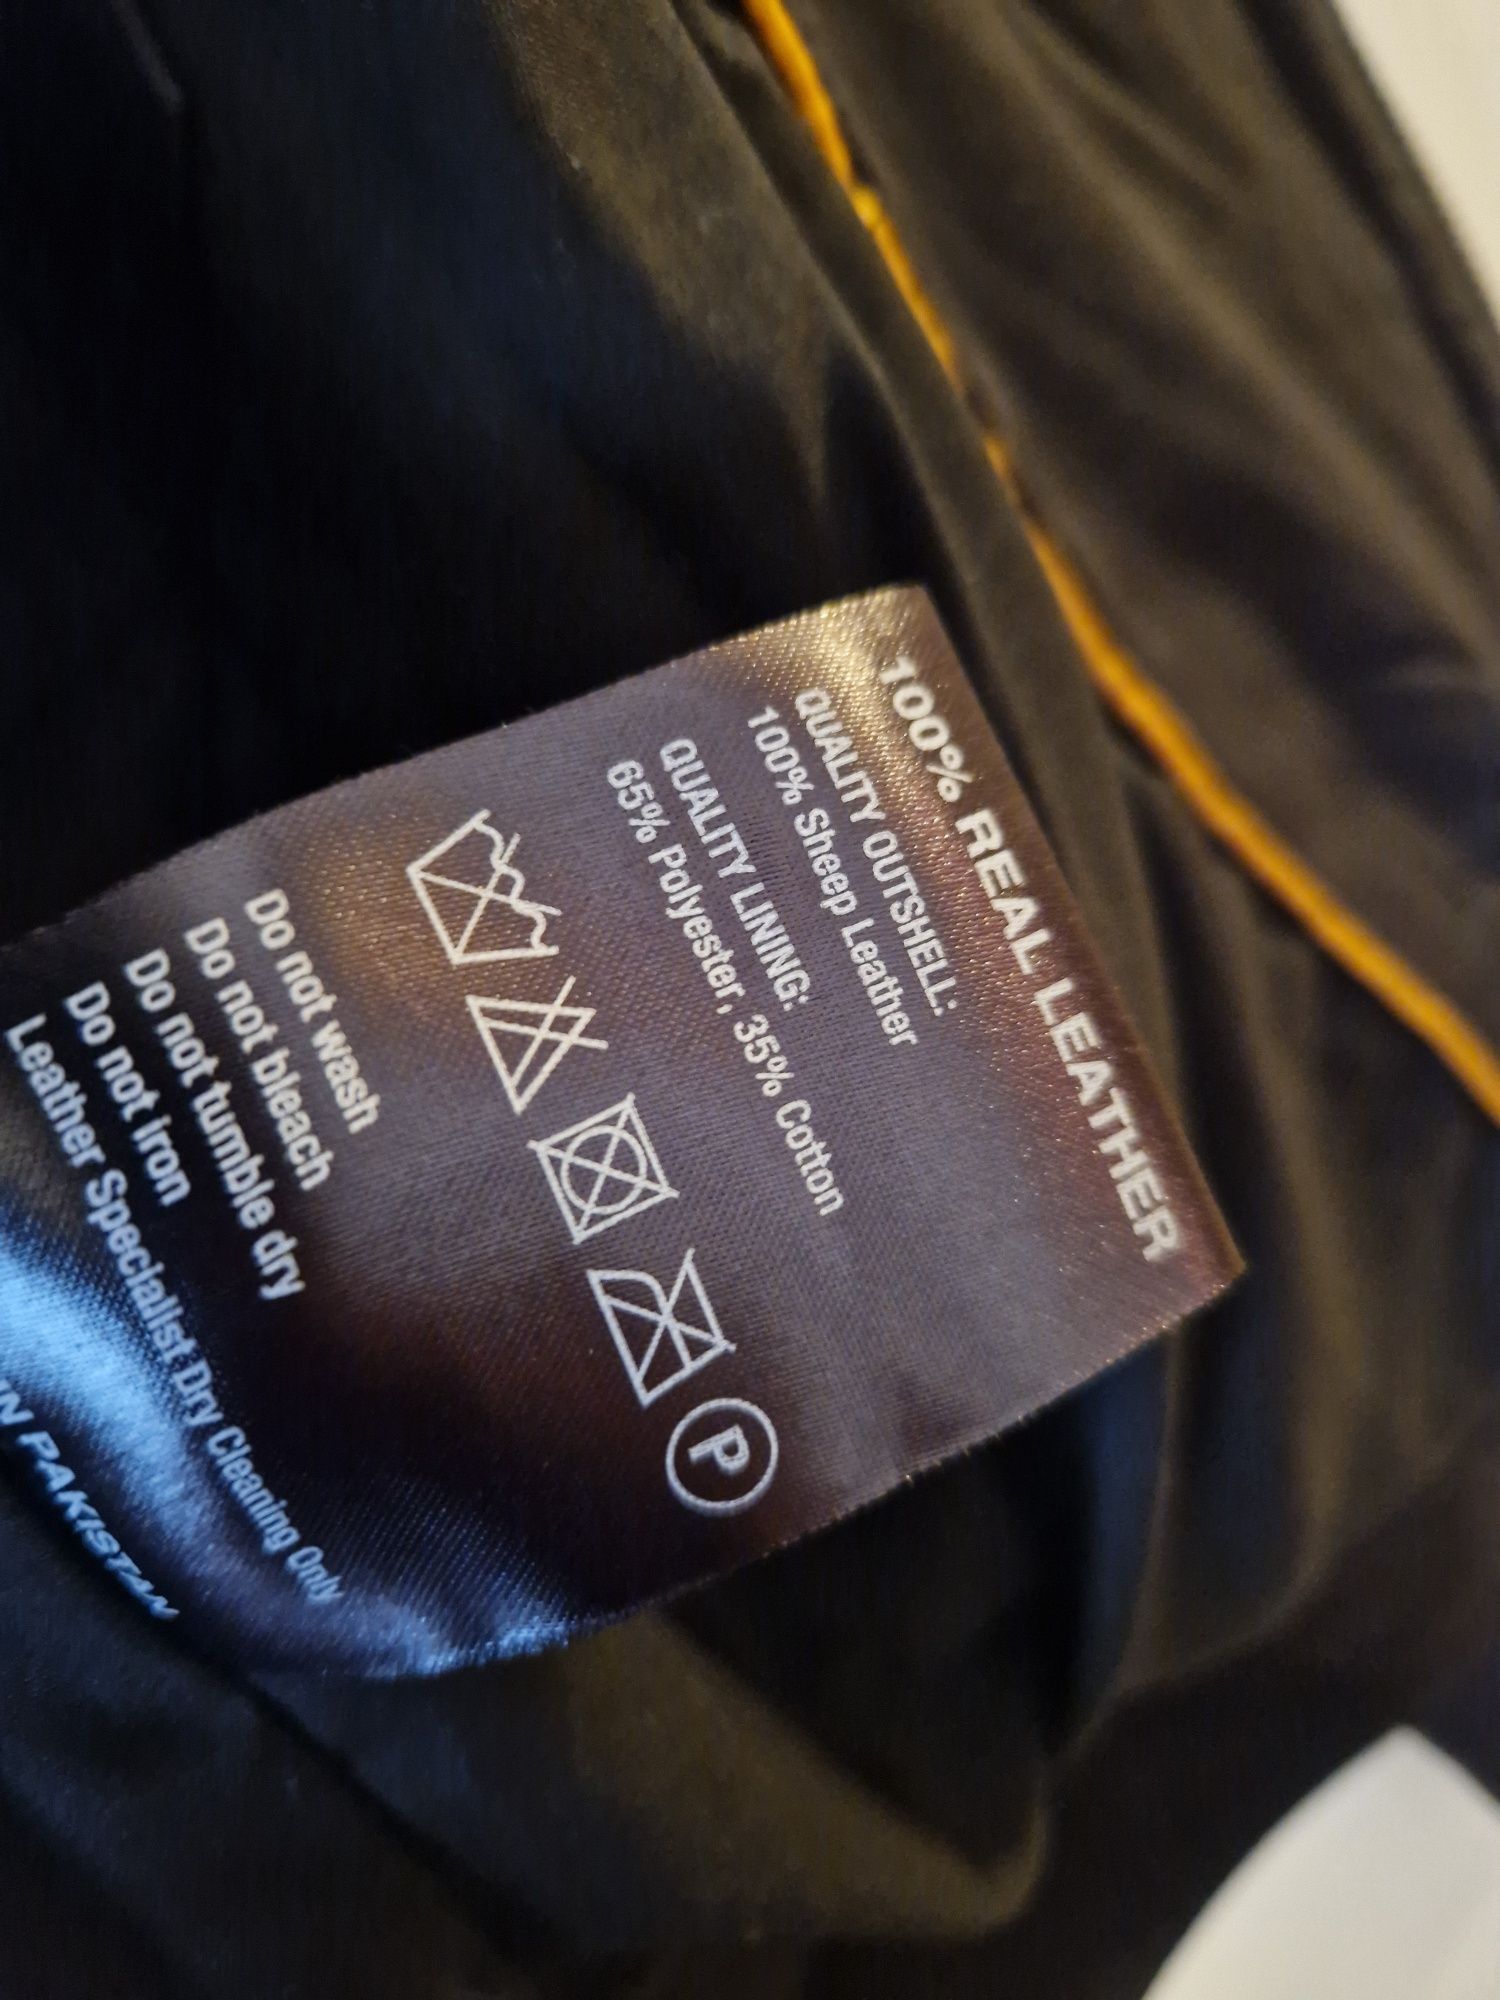 100% REAL LEATHER
QUALITY OUTSHELL:
100% Sheep Leather
QUALITY LINING:
65% Polyester, 35% Cotton
P
Do not wash
Do not bleach
Do not tumble dry
Do not iron
Leather Specialist Dry Cleaning Only
IN PAKISTAN